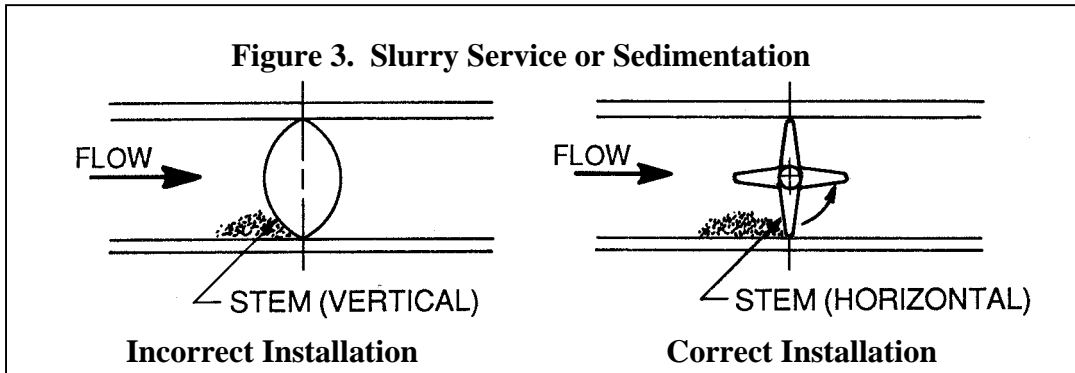 Figure 3.  Slurry Service or Sedimentation
FLOW
STEM (VERTICAL)
Incorrect Installation
FLOW
STEM (HORIZONTAL)
Correct Installation